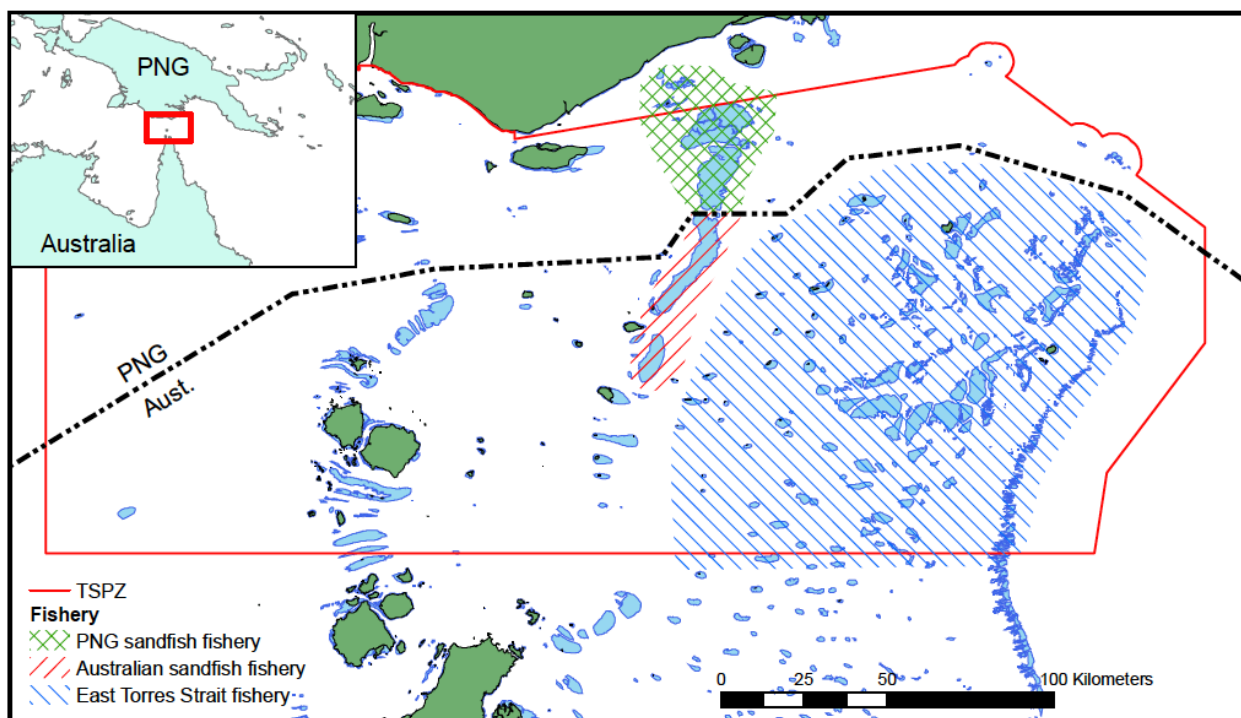 PNG
Australia
PNG
Aust.
TSPZ
Fishery
PNG sandfish fishery
Australian sandfish fishery
East Torres Strait fishery
0 25 50 100 Kilometers